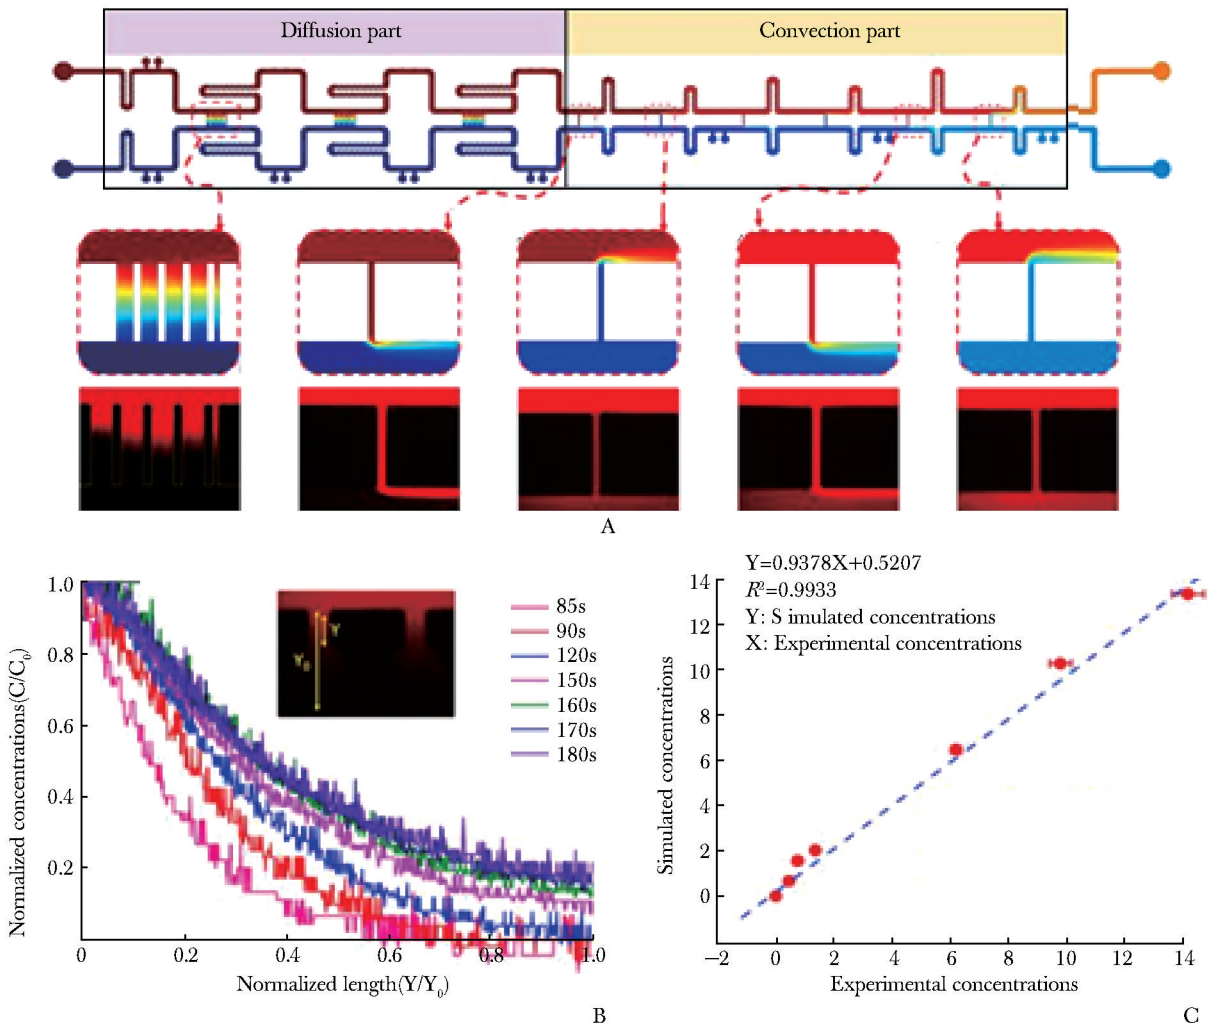 Diffusion part
Convection part
A
Y=0.9378X+0.5207
R²=0.9933
Y: S imulated concentrations
X: Experimental concentrations
Normalized concentrations(C/C₀)
1.0
0.8
0.6
0.4
0.2
0
0.2
0.4
0.6
0.8
1.0
Normalized length(Y/Y₀)
Y
Y₀
85s
90s
120s
150s
160s
170s
180s
B
Simulated concentrations
14
12
10
8
6
4
2
0
−2
0
2
4
6
8
10
12
14
Experimental concentrations
C